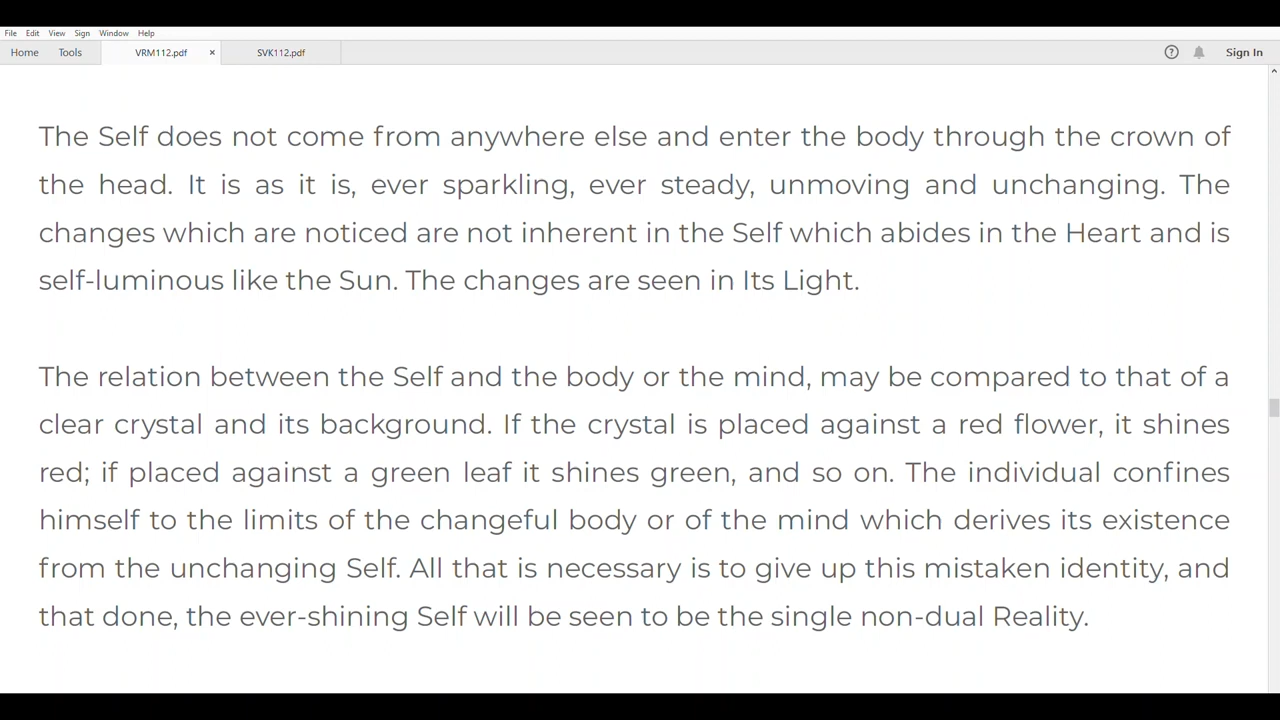 File Edit View Sign Window Help
Home Tools VRM112.pdf × SVK112.pdf ? Sign In
The Self does not come from anywhere else and enter the body through the crown of
the head. It is as it is, ever sparkling, ever steady, unmoving and unchanging. The
changes which are noticed are not inherent in the Self which abides in the Heart and is
self-luminous like the Sun. The changes are seen in Its Light.
The relation between the Self and the body or the mind, may be compared to that of a
clear crystal and its background. If the crystal is placed against a red flower, it shines
red; if placed against a green leaf it shines green, and so on. The individual confines
himself to the limits of the changeful body or of the mind which derives its existence
from the unchanging Self. All that is necessary is to give up this mistaken identity, and
that done, the ever-shining Self will be seen to be the single non-dual Reality.